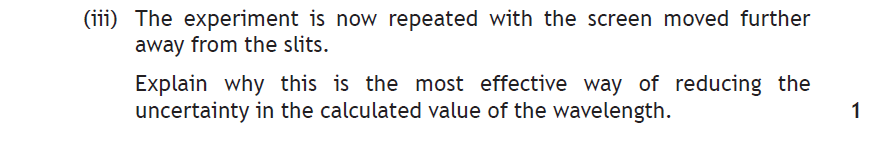 (iii) The experiment is now repeated with the screen moved further
away from the slits.
Explain why this is the most effective way of reducing the
uncertainty in the calculated value of the wavelength. 1